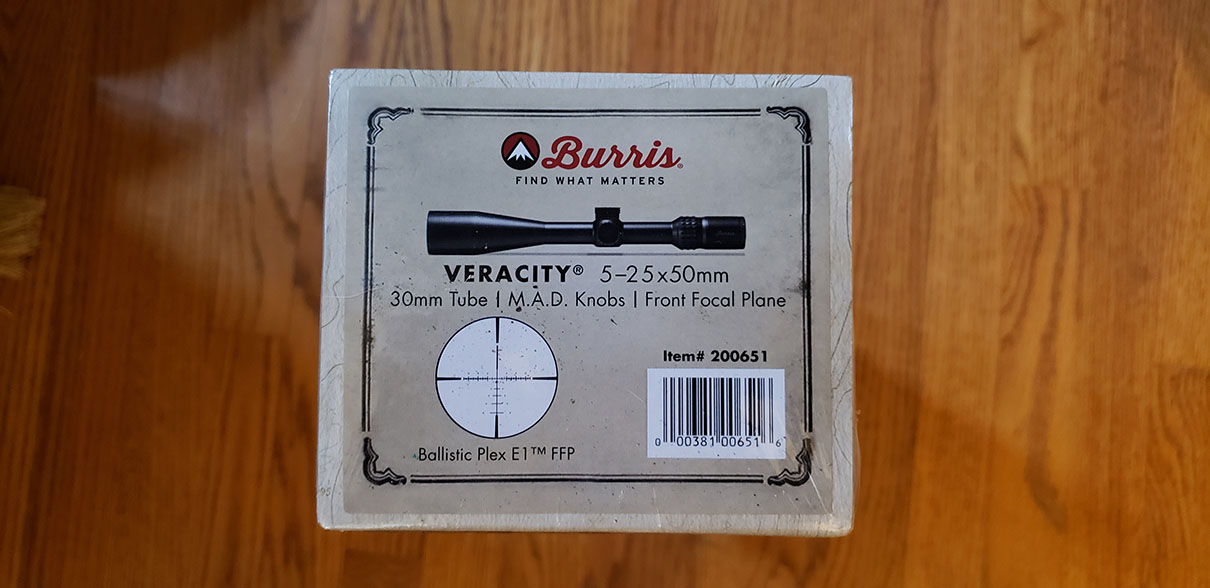 Burris®
FIND WHAT MATTERS
VERACITY® 5–25x50mm
30mm Tube | M.A.D. Knobs | Front Focal Plane
Item# 200651
0 00381 00651 6
Ballistic Plex E1™ FFP